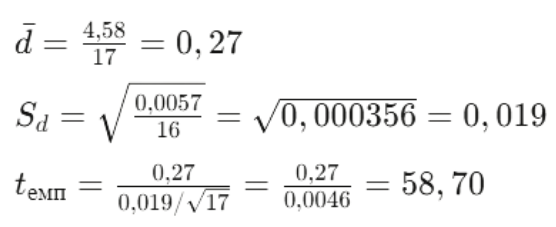 d̄ = 4,58/17 = 0,27
S_d = √(0,0057/16) = √0,000356 = 0,019
t_емп = 0,27/(0,019/√17) = 0,27/0,0046 = 58,70